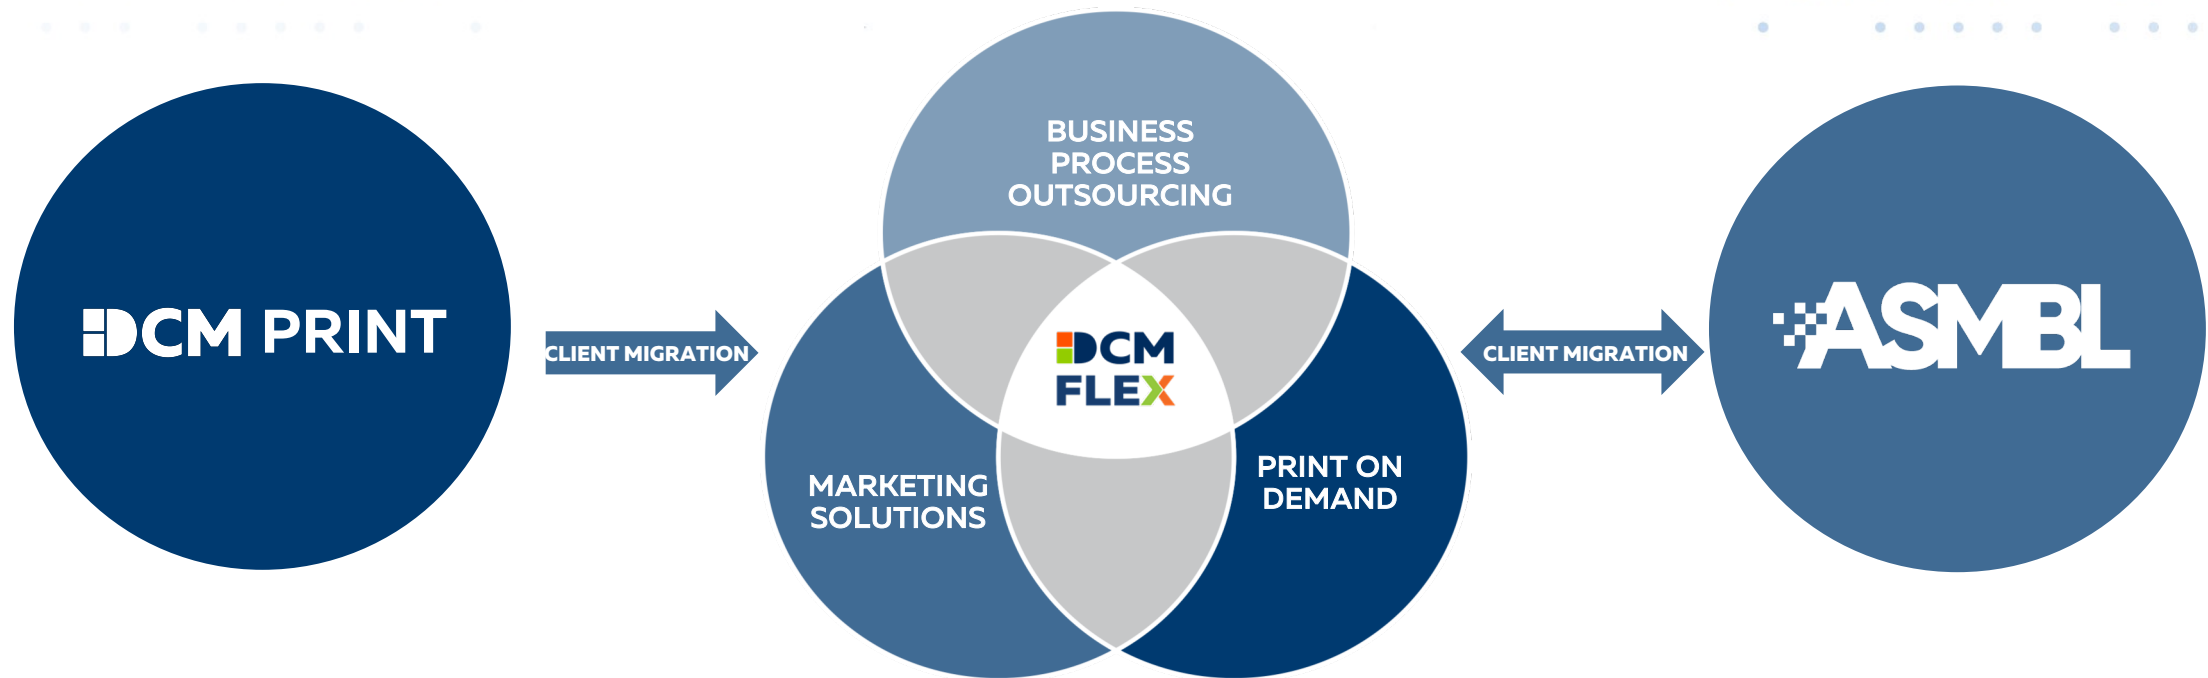 DCM PRINT
CLIENT MIGRATION
BUSINESS
PROCESS
OUTSOURCING
DCM
FLEX
MARKETING
SOLUTIONS
PRINT ON
DEMAND
CLIENT MIGRATION
ASMBL